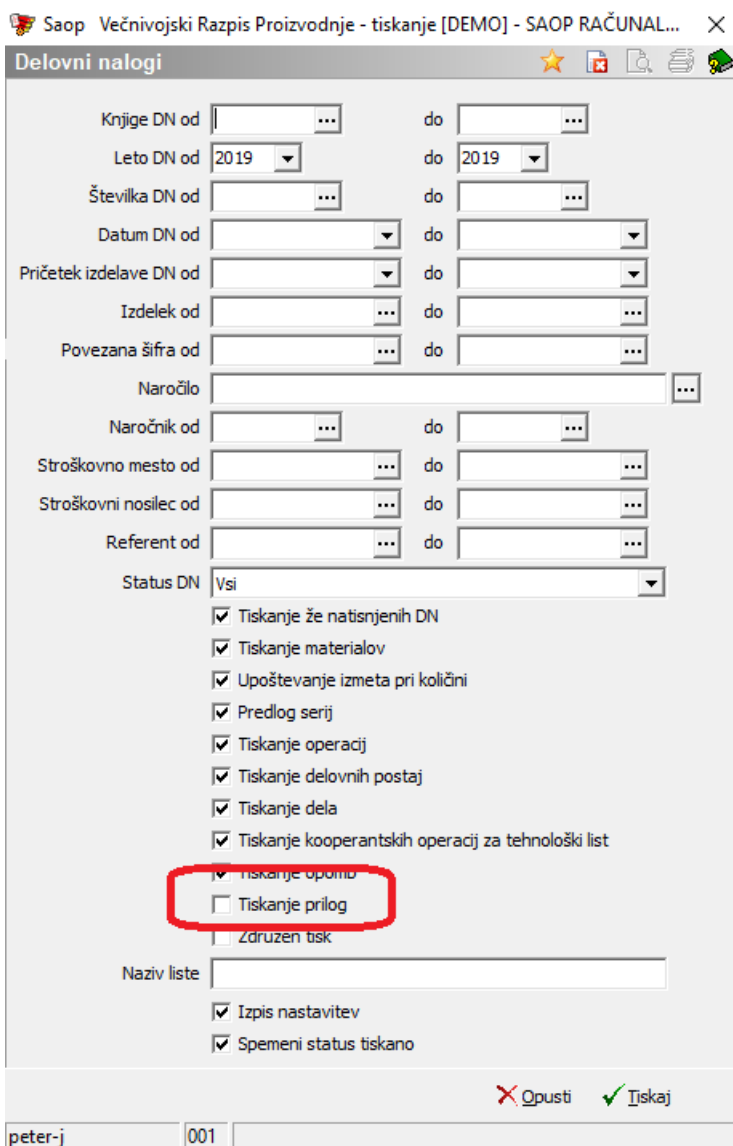 Saop Večnivojski Razpis Proizvodnje - tiskanje [DEMO] - SAOP RAČUNAL...
Delovni nalogi
Knjige DN od do
Leto DN od 2019 do 2019
Številka DN od do
Datum DN od do
Pričetek izdelave DN od do
Izdelek od do
Povezana šifra od do
Naročilo
Naročnik od do
Stroškovno mesto od do
Stroškovni nosilec od do
Referent od do
Status DN Vsi
Tiskanje že natisnjenih DN
Tiskanje materialov
Upoštevanje izmeta pri količini
Predlog serij
Tiskanje operacij
Tiskanje delovnih postaj
Tiskanje dela
Tiskanje kooperantskih operacij za tehnološki list
Tiskanje opomb
Tiskanje prilog
Združen tisk
Naziv liste
Izpis nastavitev
Spemeni status tiskano
Opusti Tiskaj
peter-j 001